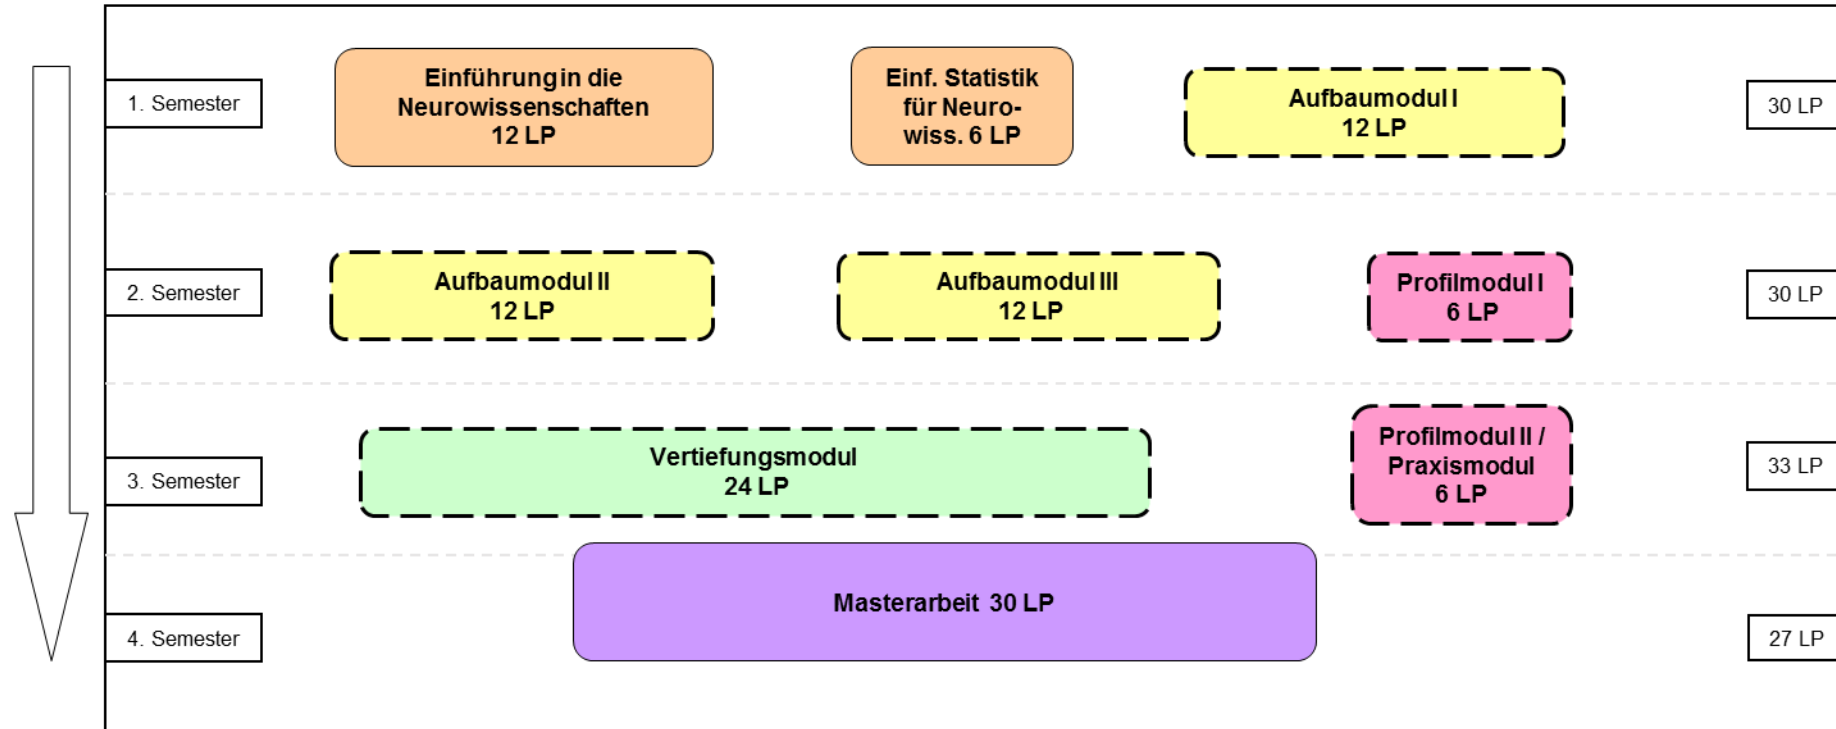 1. Semester
Einführung in die
Neurowissenschaften
12 LP
Einf. Statistik
für Neuro-
wiss. 6 LP
Aufbaumodul I
12 LP
30 LP
2. Semester
Aufbaumodul II
12 LP
Aufbaumodul III
12 LP
Profilmodul I
6 LP
30 LP
3. Semester
Vertiefungsmodul
24 LP
Profilmodul II /
Praxismodul
6 LP
33 LP
4. Semester
Masterarbeit 30 LP
27 LP